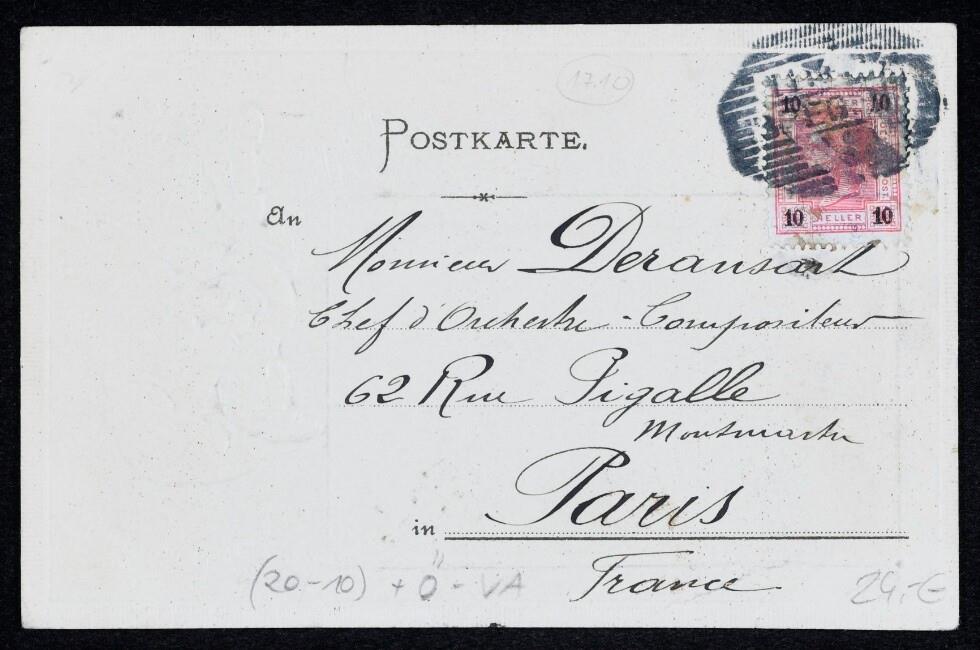 17.10
POSTKARTE.
10 10
10 HELLER 10
An
Monsieur Deransart
Chef d'Orchestre - Compositeur
62 Rue Pigalle
Montmartre
in Paris
France
(20-10) + Ö - VA
24,-€